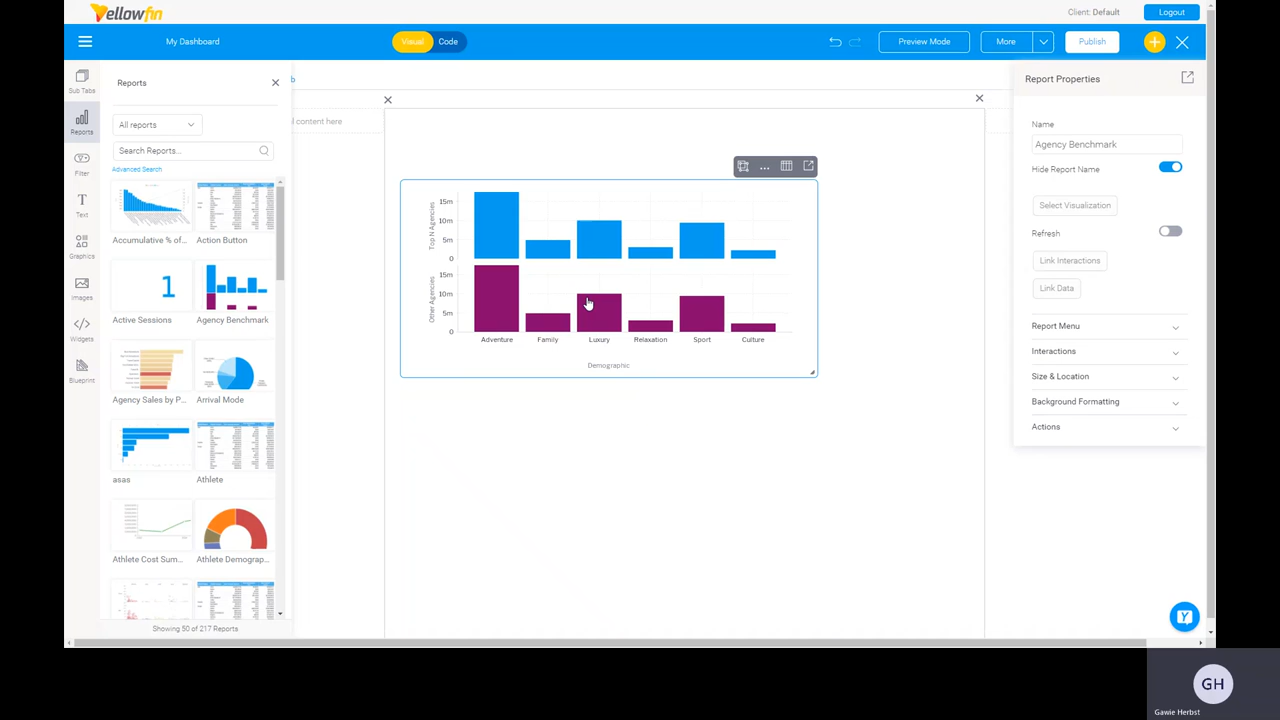 Yellowfin
Client: Default
Logout
My Dashboard
Visual
Code
Preview Mode
More
Publish
Sub Tabs
Reports
Filter
Text
Graphics
Images
Widgets
Blueprint
Reports
All reports
Search Reports...
Advanced Search
Accumulative % of...
Action Button
1
Active Sessions
Agency Benchmark
Agency Sales by P...
Arrival Mode
asas
Athlete
Athlete Cost Sum...
Athlete Demograp...
Showing 50 of 217 Reports
b
l content here
...
Top N Agencies
15m
10m
5m
0
Other Agencies
15m
10m
5m
0
Adventure
Family
Luxury
Relaxation
Sport
Culture
Demographic
Report Properties
Name
Agency Benchmark
Hide Report Name
Select Visualization
Refresh
Link Interactions
Link Data
Report Menu
Interactions
Size & Location
Background Formatting
Actions
Y
GH
Gawie Herbst